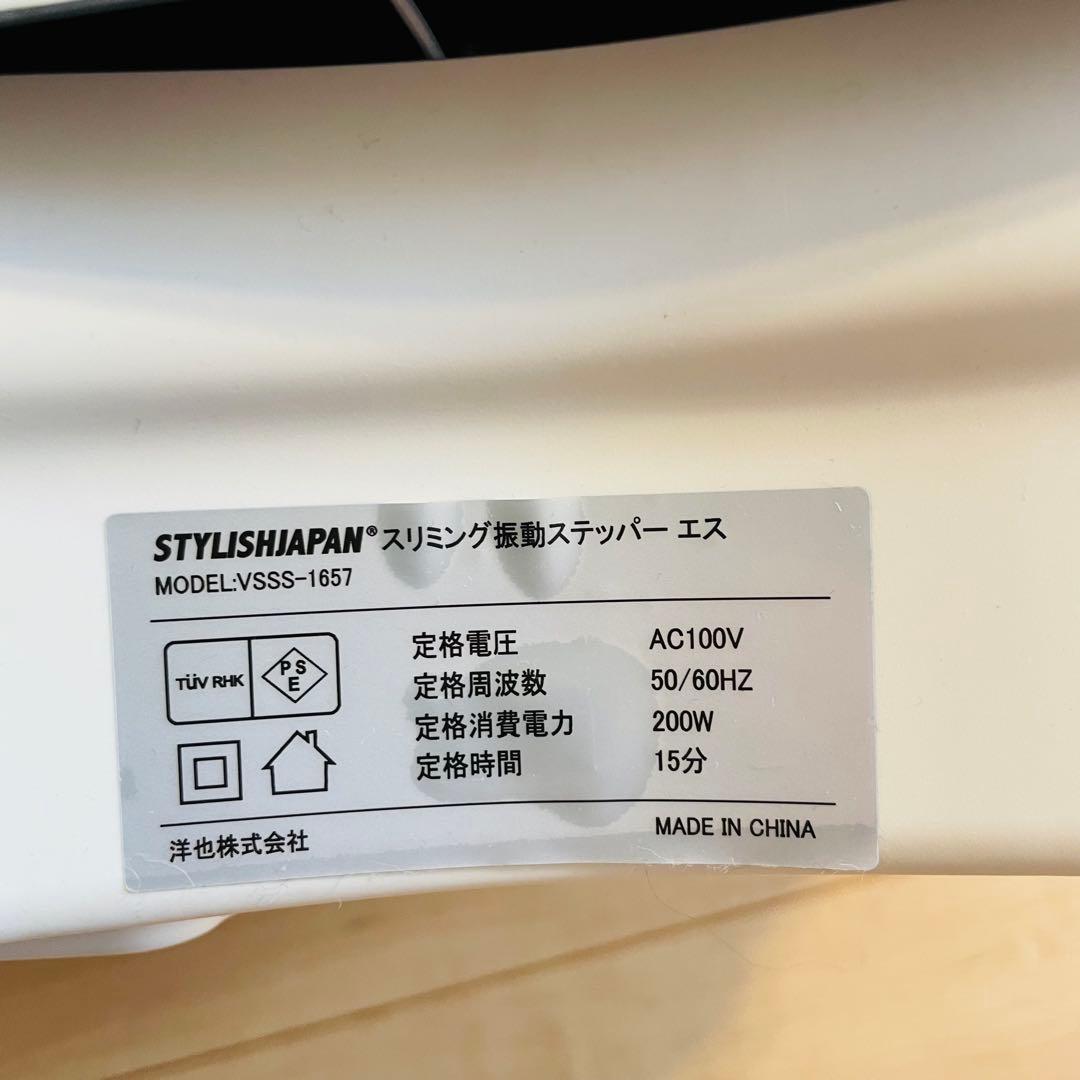 STYLISHJAPAN®スリミング振動ステッパー エス
MODEL:VSSS-1657
TÜV RHK
PS
E
定格電圧 AC100V
定格周波数 50/60HZ
定格消費電力 200W
定格時間 15分
洋也株式会社
MADE IN CHINA